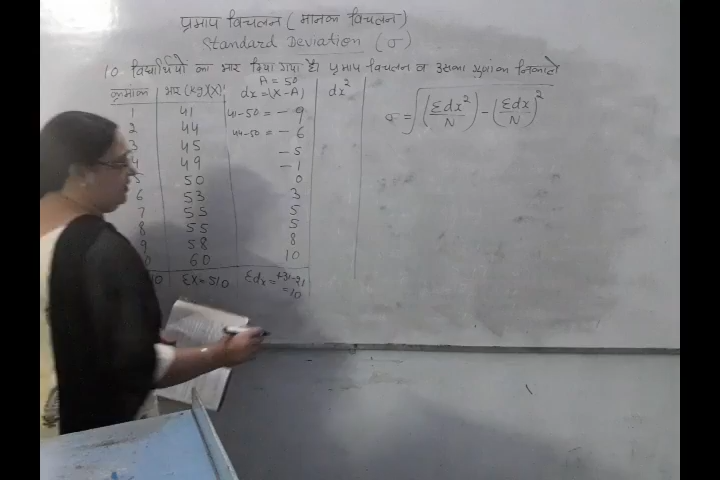 प्रमाप विचलन ( मानक विचलन)
Standard Deviation (σ)
10 विद्यार्थियों का भार दिया गया है। प्रमाप विचलन व उसका गुणांक निकालो
A = 50
क्रमांक भार (kg)(X) dx=(X-A) dx²
1 41 41-50 = - 9
2 44 44-50 = - 6
3 45 - 5
4 49 - 1
5 50 0
6 53 3
7 55 5
8 55 5
9 58 8
0 60 10
10 ΣX=510 Σdx= +31-21
=10
σ = √(Σdx²/N) - (Σdx/N)²